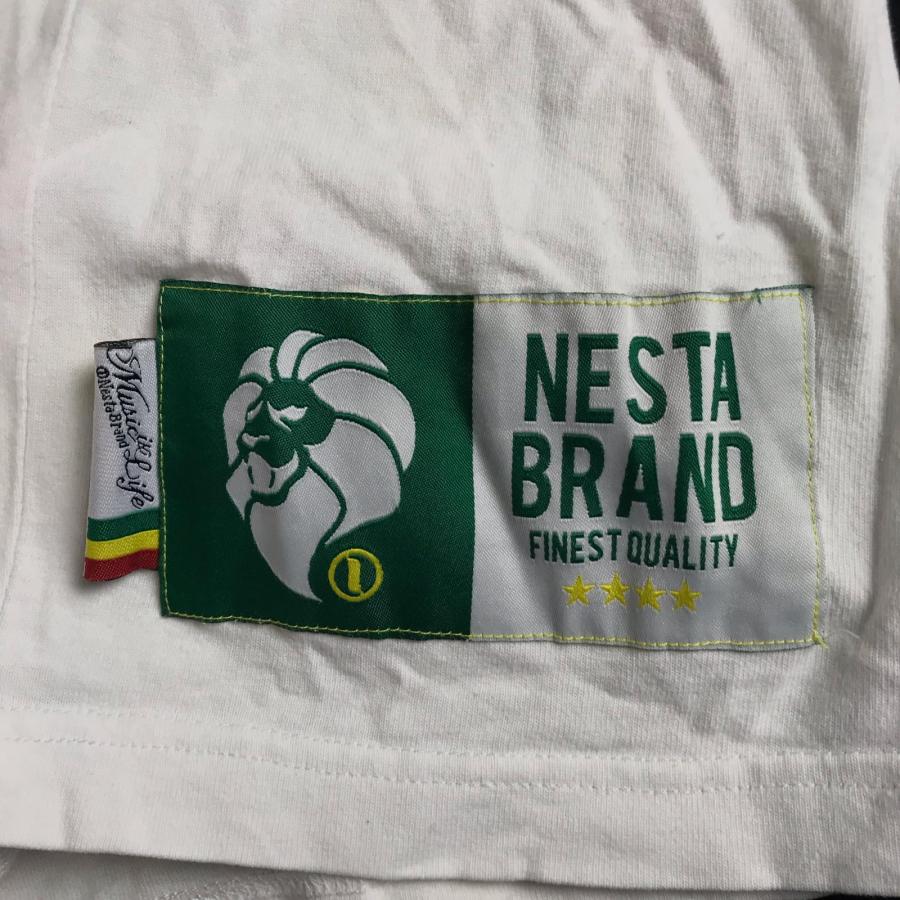 Music is Life
@NestaBrand
NESTA
BRAND
FINEST QUALITY